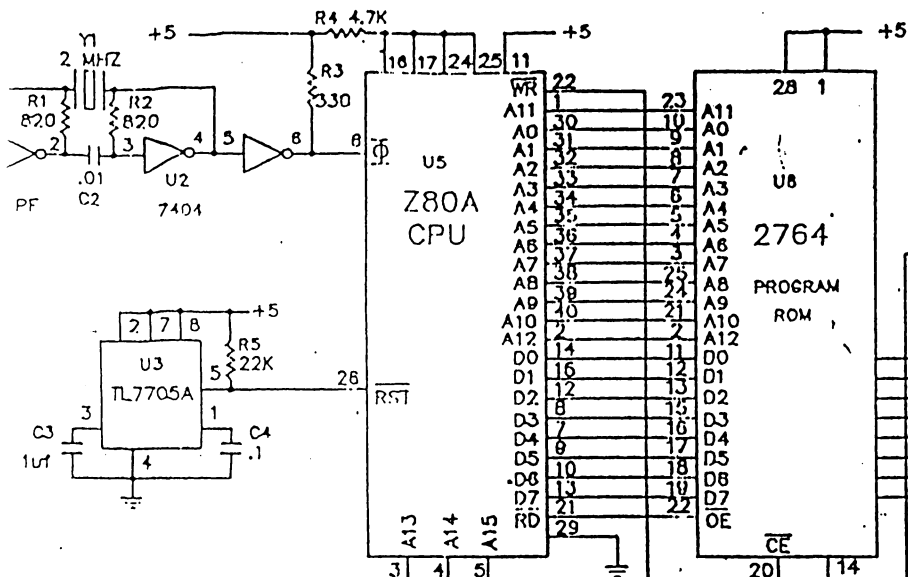 R4 4.7K
+5
+5
+5
Y1
2 MHZ
16 17 24 25 11
28 1
R1
820
R2
820
R3
330
2
3
4
5
6
6
Φ
.01
C2
U2
7404
PF
U5
Z80A
CPU
WR 22
A11 1
A0 30
A1 31
A2 32
A3 33
A4 34
A5 35
A6 36
A7 37
A8 38
A9 39
A10 40
A12 2
D0 14
D1
D2 12
D3 8
D4 7
D5 9
D6 10
D7 13
RD 21
29
A13 A14 A15
3 4 5
23 A11
10 A0
9 A1
8 A2
7 A3
6 A4
5 A5
4 A6
3 A7
25 A8
24 A9
21 A10
2 A12
11 D0
12 D1
13 D2
15 D3
16 D4
17 D5
18 D6
19 D7
22 OE
CE
20 14
2764
PROGRAM
ROM
+5
2 7 8
U3
TL7705A
5
R5
22K
26
RST
3
1
4
C3
C4
.1